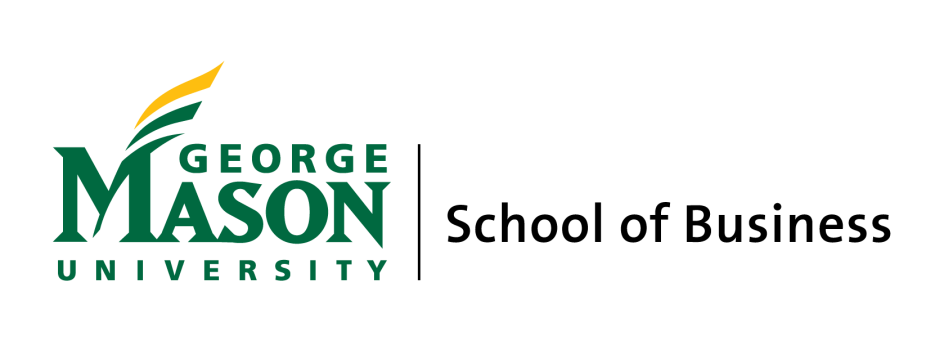 GEORGE
MASON
UNIVERSITY
School of Business